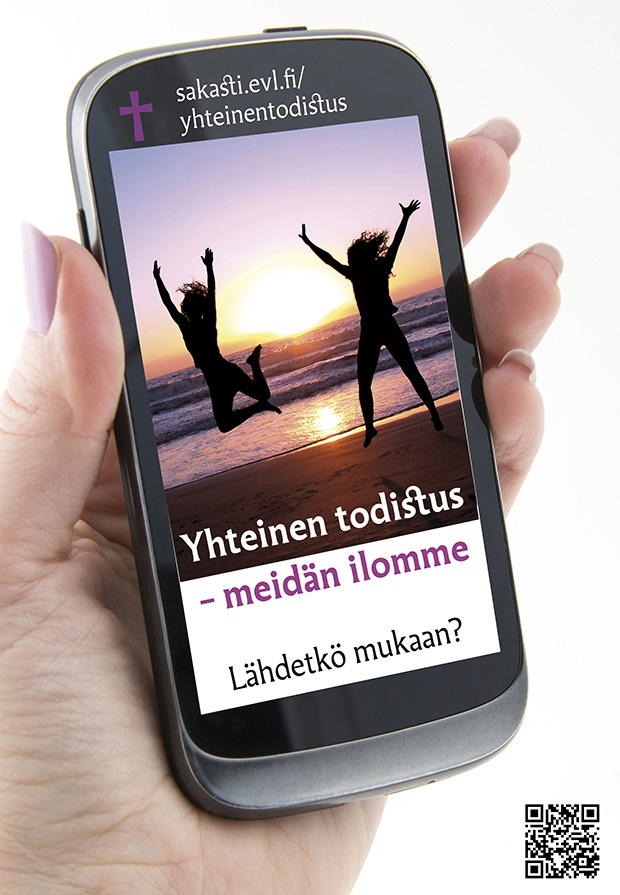 sakasti.evl.fi/
yhteinentodistus
Yhteinen todistus
– meidän ilomme
Lähdetkö mukaan?